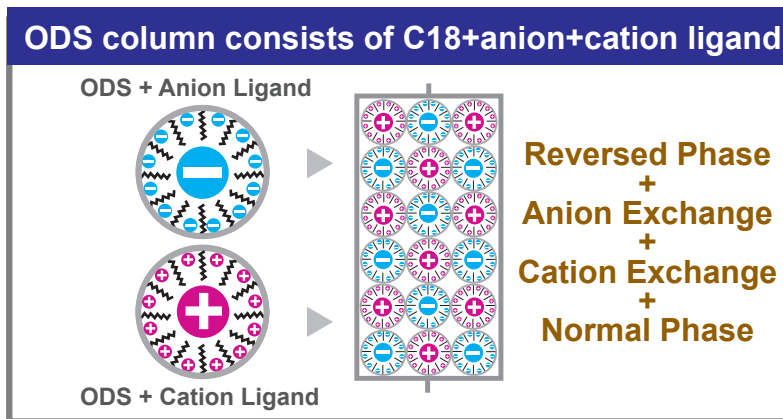 ODS column consists of C18+anion+cation ligand
ODS + Anion Ligand
Reversed Phase
+
Anion Exchange
+
Cation Exchange
+
Normal Phase
ODS + Cation Ligand